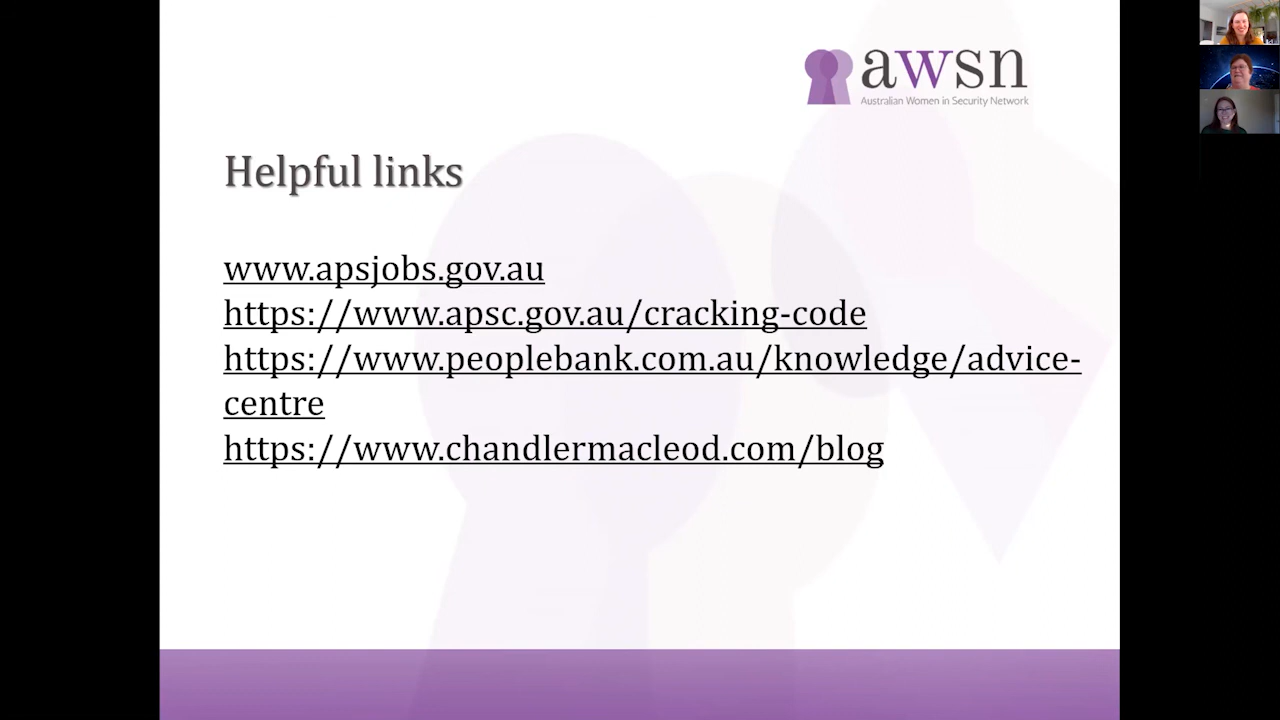 awsn
Australian Women in Security Network
Helpful links
www.apsjobs.gov.au
https://www.apsc.gov.au/cracking-code
https://www.peoplebank.com.au/knowledge/advice-
centre
https://www.chandlermacleod.com/blog